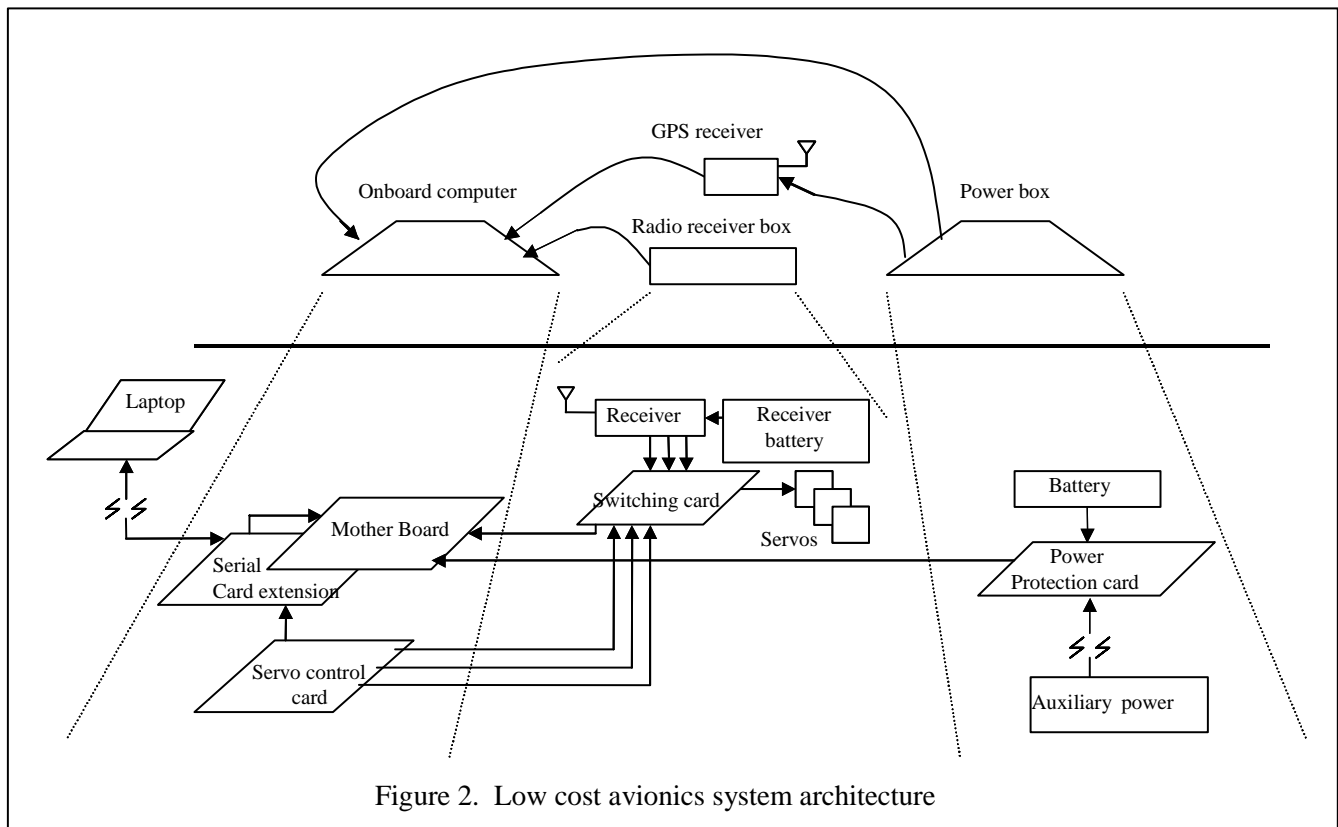 GPS receiver
Onboard computer
Power box
Radio receiver box
Laptop
Receiver
Receiver
battery
Switching card
Servos
Battery
Mother Board
Serial
Card extension
Power
Protection card
Servo control
card
Auxiliary power
Figure 2. Low cost avionics system architecture